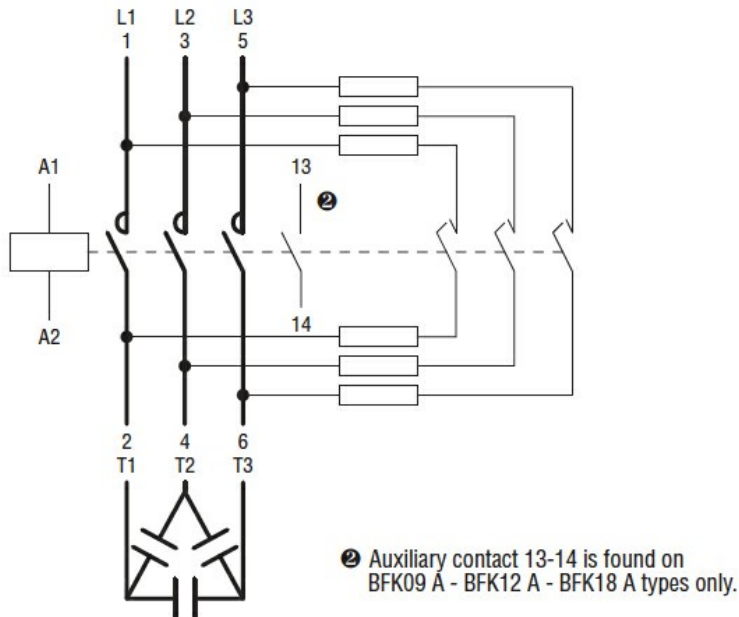 L1 L2 L3
1 3 5
A1
13
❷
14
A2
2 4 6
T1 T2 T3
❷ Auxiliary contact 13-14 is found on
BFK09 A - BFK12 A - BFK18 A types only.